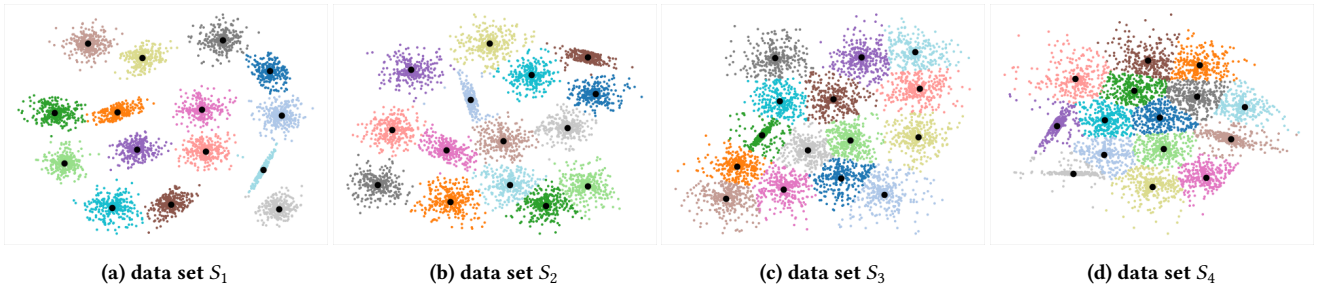 (a) data set S₁
(b) data set S₂
(c) data set S₃
(d) data set S₄